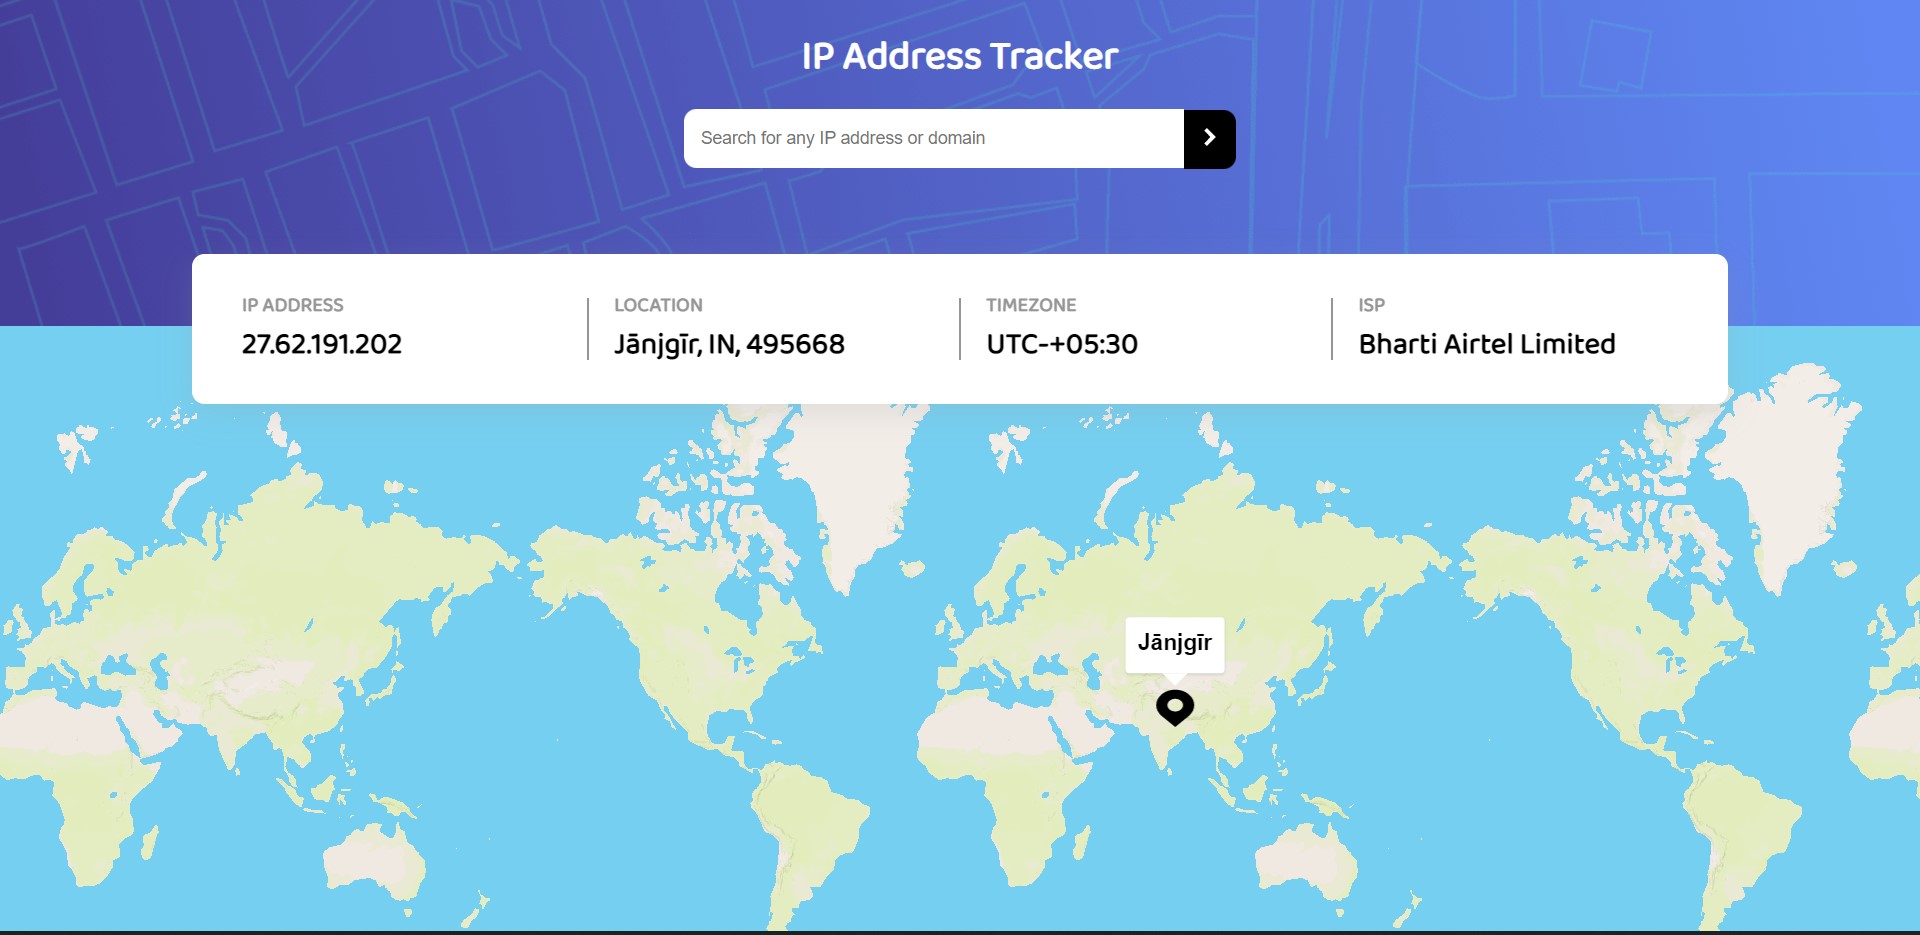 IP Address Tracker
Search for any IP address or domain
IP ADDRESS
27.62.191.202
LOCATION
Jānjgīr, IN, 495668
TIMEZONE
UTC-+05:30
ISP
Bharti Airtel Limited
Jānjgīr